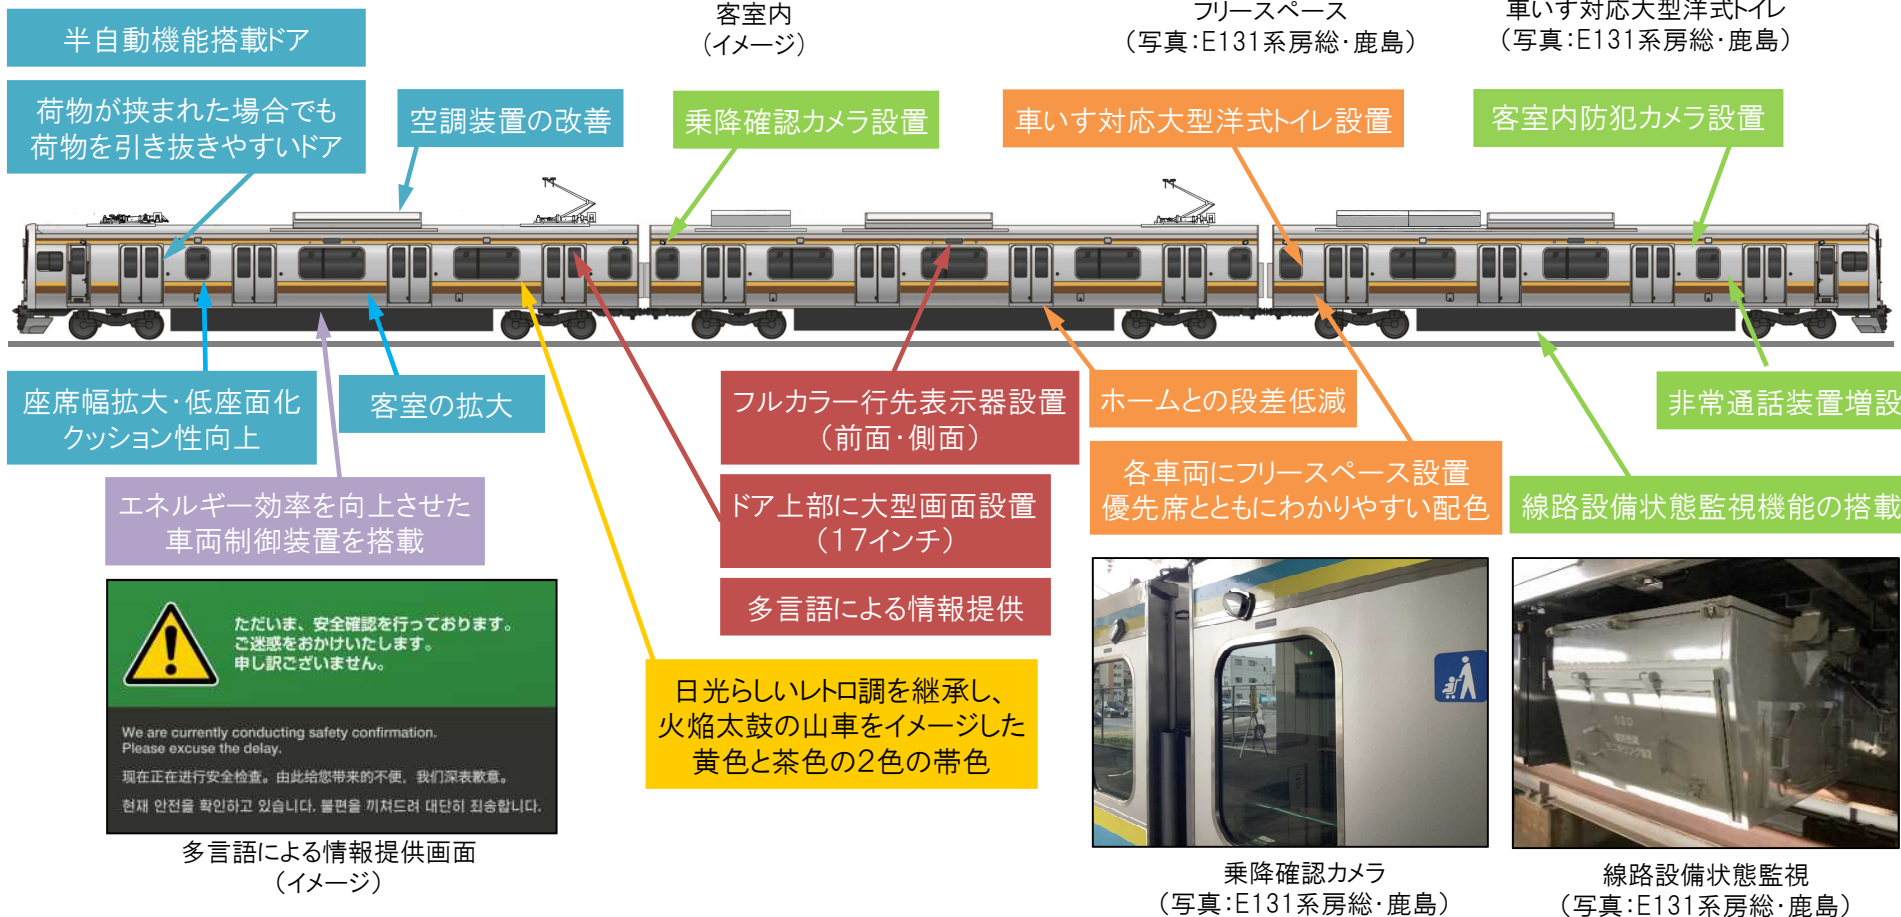 客室内
(イメージ)
フリースペース
(写真:E131系房総・鹿島)
車いす対応大型洋式トイレ
(写真:E131系房総・鹿島)
半自動機能搭載ドア
荷物が挟まれた場合でも
荷物を引き抜きやすいドア
空調装置の改善
乗降確認カメラ設置
車いす対応大型洋式トイレ設置
客室内防犯カメラ設置
座席幅拡大・低座面化
クッション性向上
客室の拡大
フルカラー行先表示器設置
(前面・側面)
ホームとの段差低減
非常通話装置増設
エネルギー効率を向上させた
車両制御装置を搭載
ドア上部に大型画面設置
(17インチ)
各車両にフリースペース設置
優先席とともにわかりやすい配色
線路設備状態監視機能の搭載
多言語による情報提供
日光らしいレトロ調を継承し、
火焔太鼓の山車をイメージした
黄色と茶色の2色の帯色
ただいま、安全確認を行っております。
ご迷惑をおかけいたします。
申し訳ございません。
We are currently conducting safety confirmation.
Please excuse the delay.
现在正在进行安全检查。由此给您带来的不便，我们深表歉意。
현재 안전을 확인하고 있습니다. 불편을 끼쳐드려 대단히 죄송합니다.
多言語による情報提供画面
(イメージ)
乗降確認カメラ
(写真:E131系房総・鹿島)
線路設備状態監視
(写真:E131系房総・鹿島)